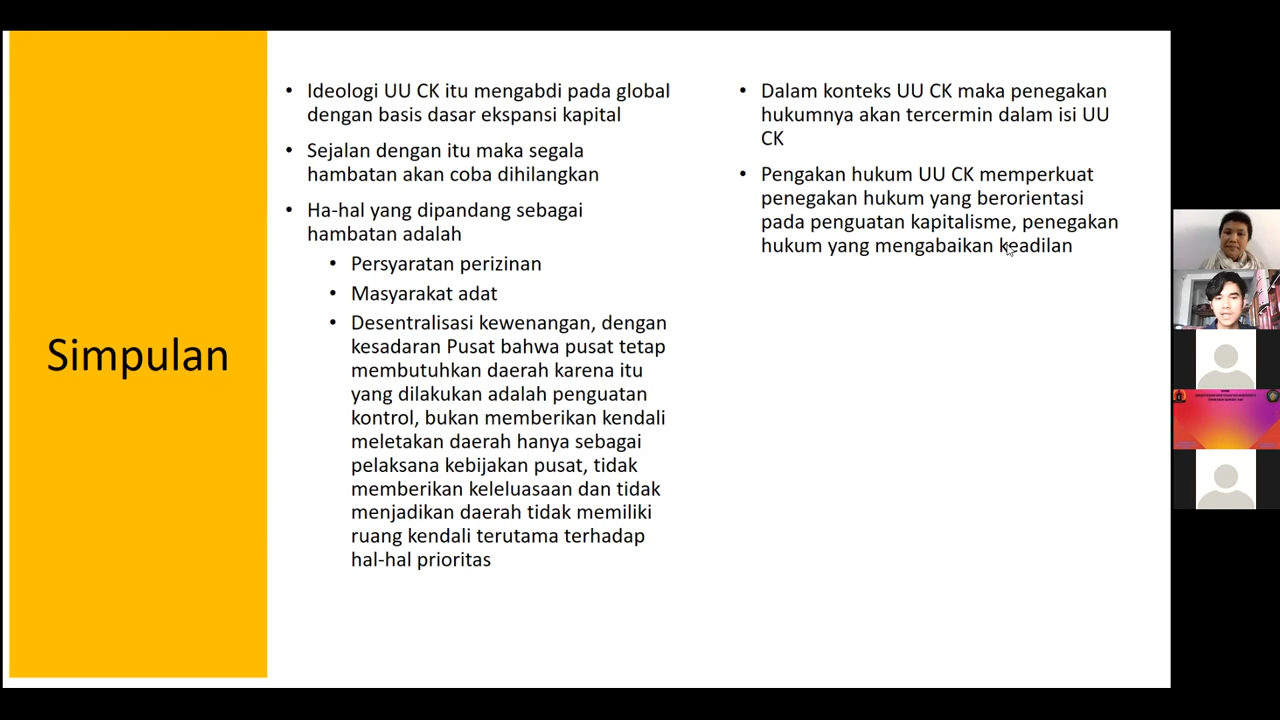 Simpulan
• Ideologi UU CK itu mengabdi pada global
dengan basis dasar ekspansi kapital
• Sejalan dengan itu maka segala
hambatan akan coba dihilangkan
• Ha-hal yang dipandang sebagai
hambatan adalah
• Persyaratan perizinan
• Masyarakat adat
• Desentralisasi kewenangan, dengan
kesadaran Pusat bahwa pusat tetap
membutuhkan daerah karena itu
yang dilakukan adalah penguatan
kontrol, bukan memberikan kendali
meletakan daerah hanya sebagai
pelaksana kebijakan pusat, tidak
memberikan keleluasaan dan tidak
menjadikan daerah tidak memiliki
ruang kendali terutama terhadap
hal-hal prioritas
• Dalam konteks UU CK maka penegakan
hukumnya akan tercermin dalam isi UU
CK
• Pengakan hukum UU CK memperkuat
penegakan hukum yang berorientasi
pada penguatan kapitalisme, penegakan
hukum yang mengabaikan keadilan